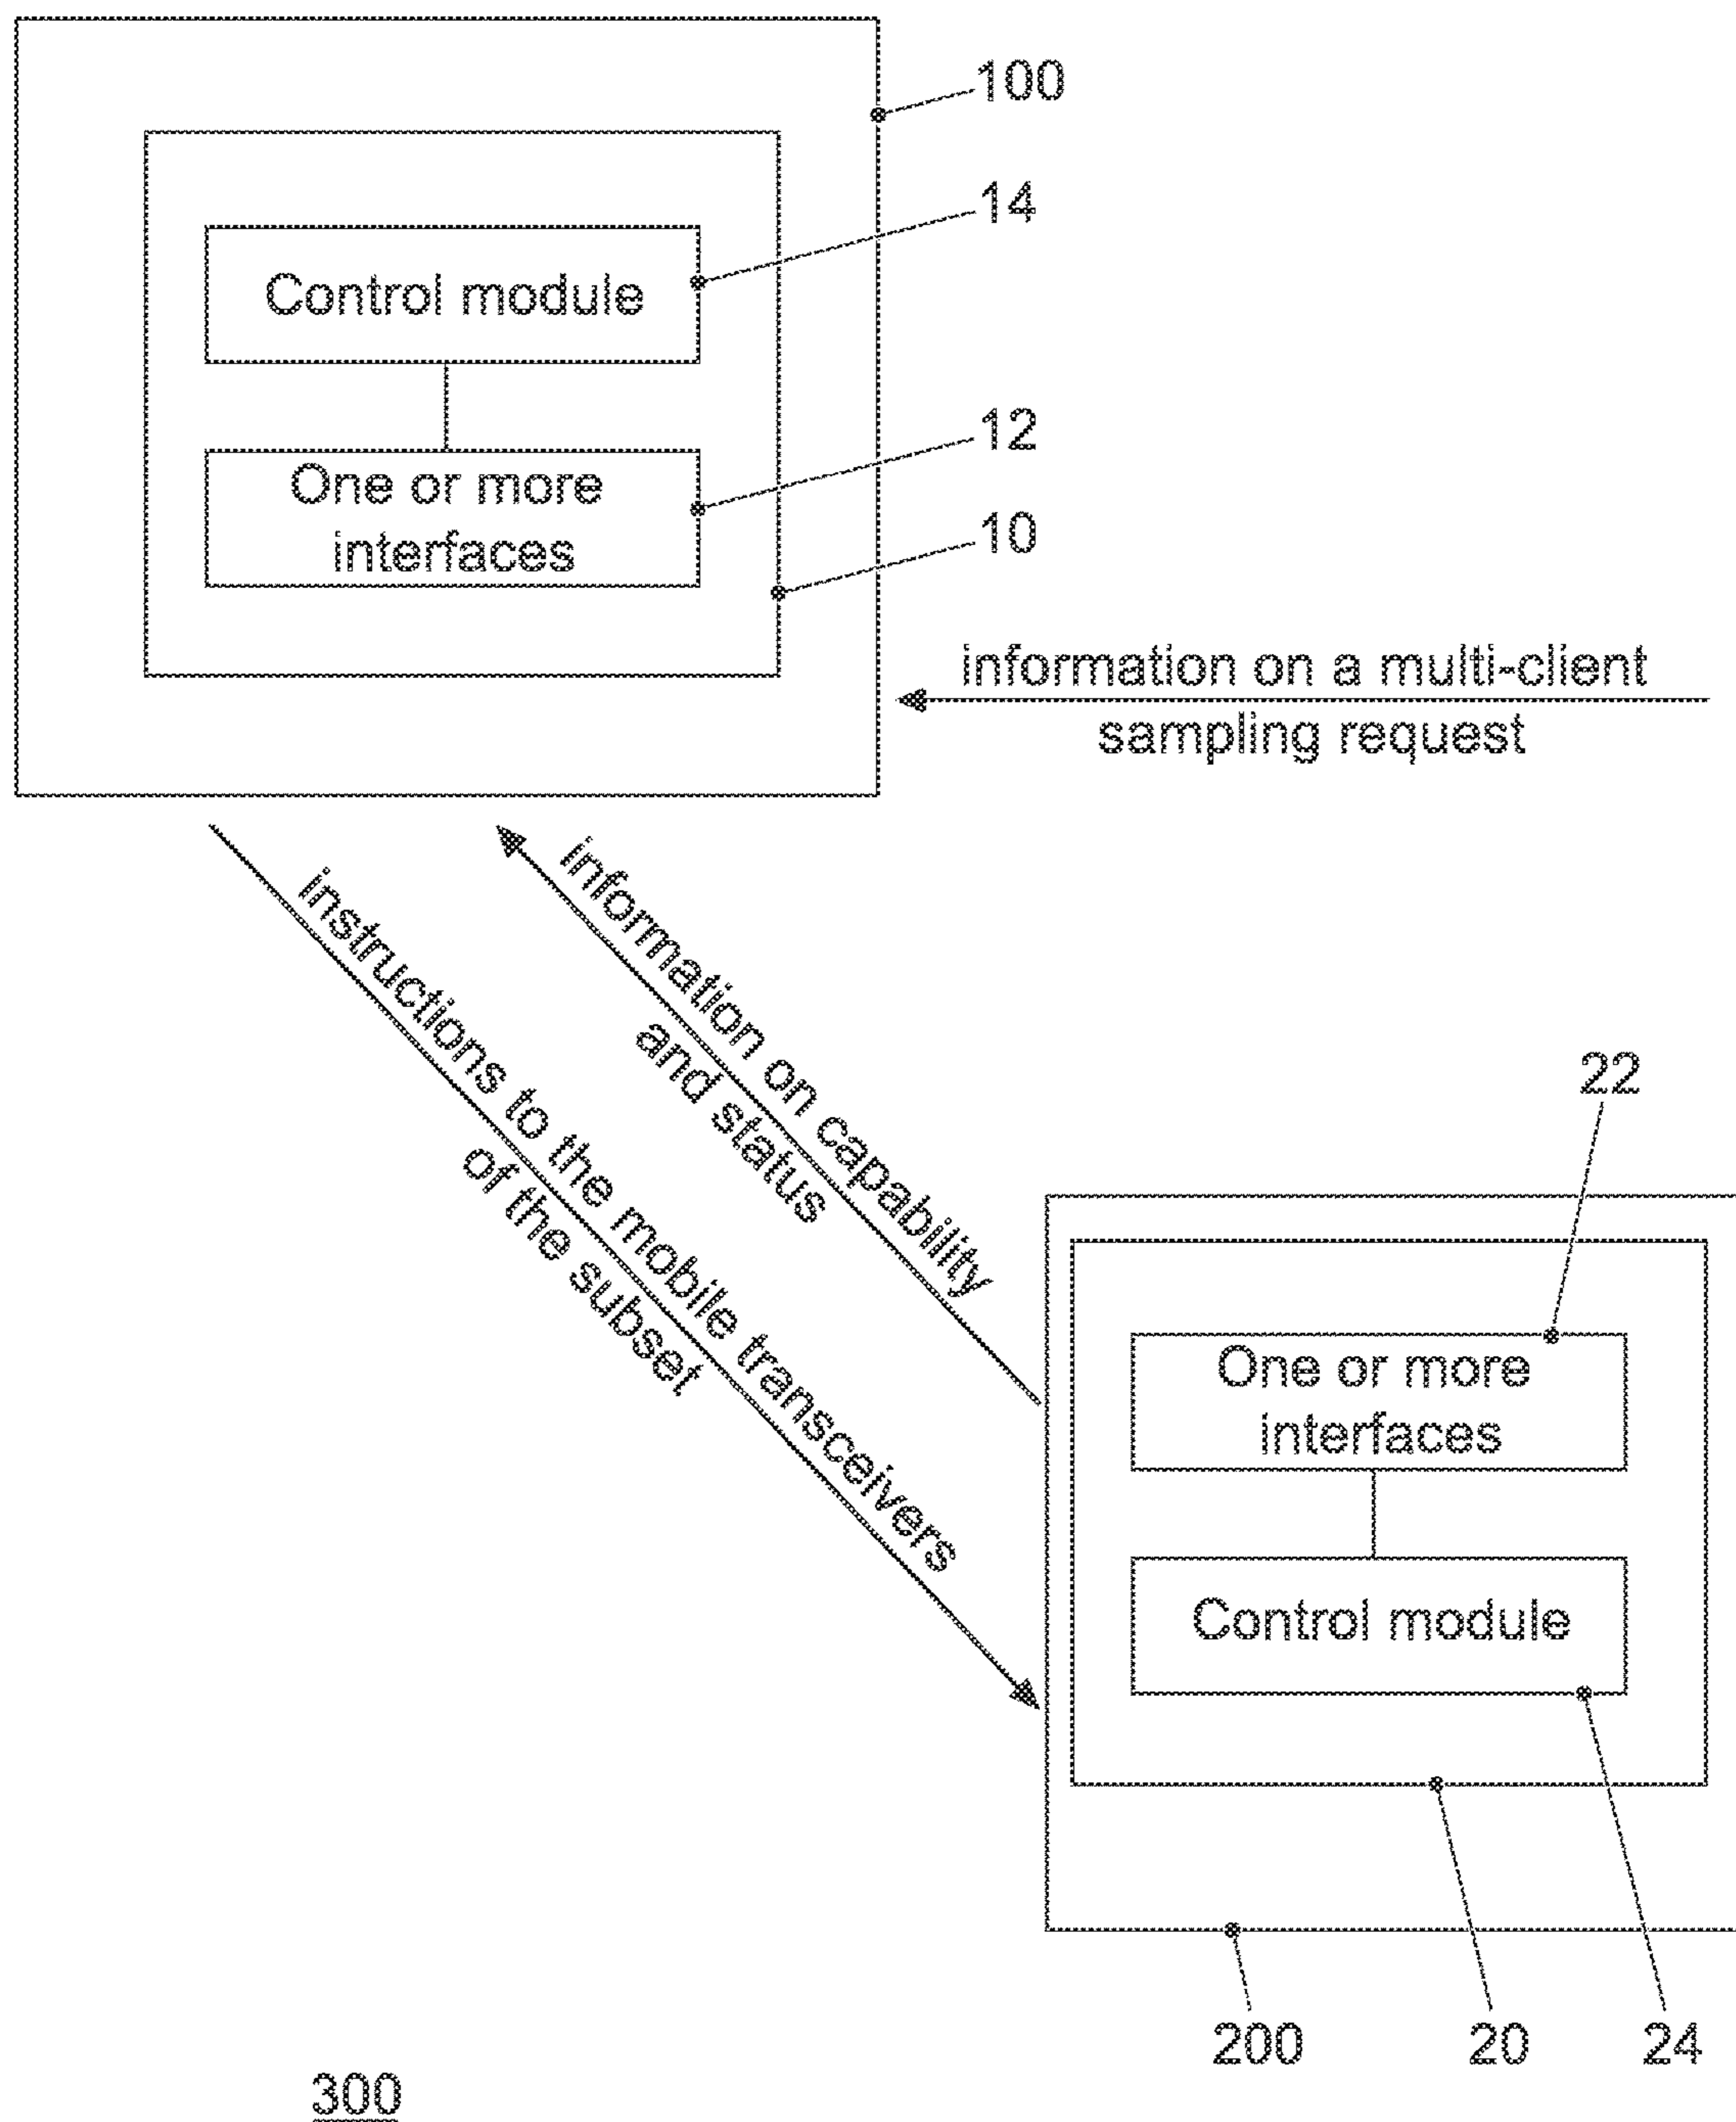 100
14
Control module
12
One or more
interfaces
10
information on a multi-client
sampling request
information on capability
and status
instructions to the mobile transceivers
of the subset
22
One or more
interfaces
Control module
200
20
24
300